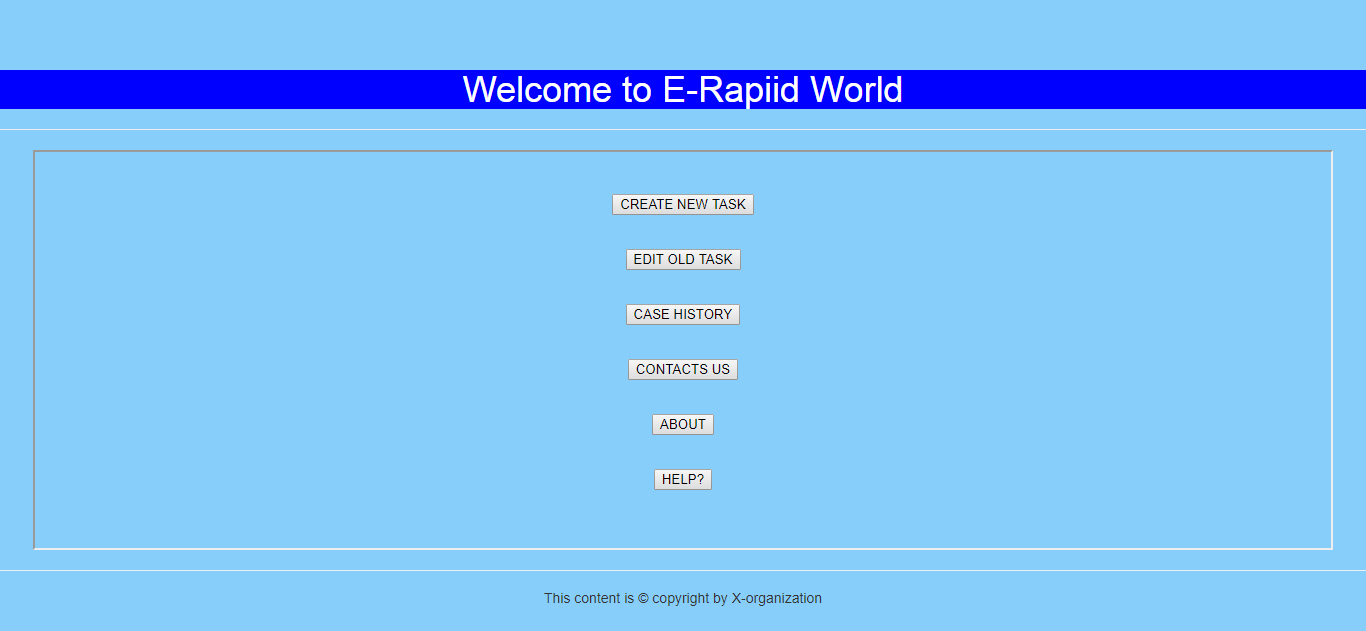 Welcome to E-Rapiid World
CREATE NEW TASK
EDIT OLD TASK
CASE HISTORY
CONTACTS US
ABOUT
HELP?
This content is © copyright by X-organization